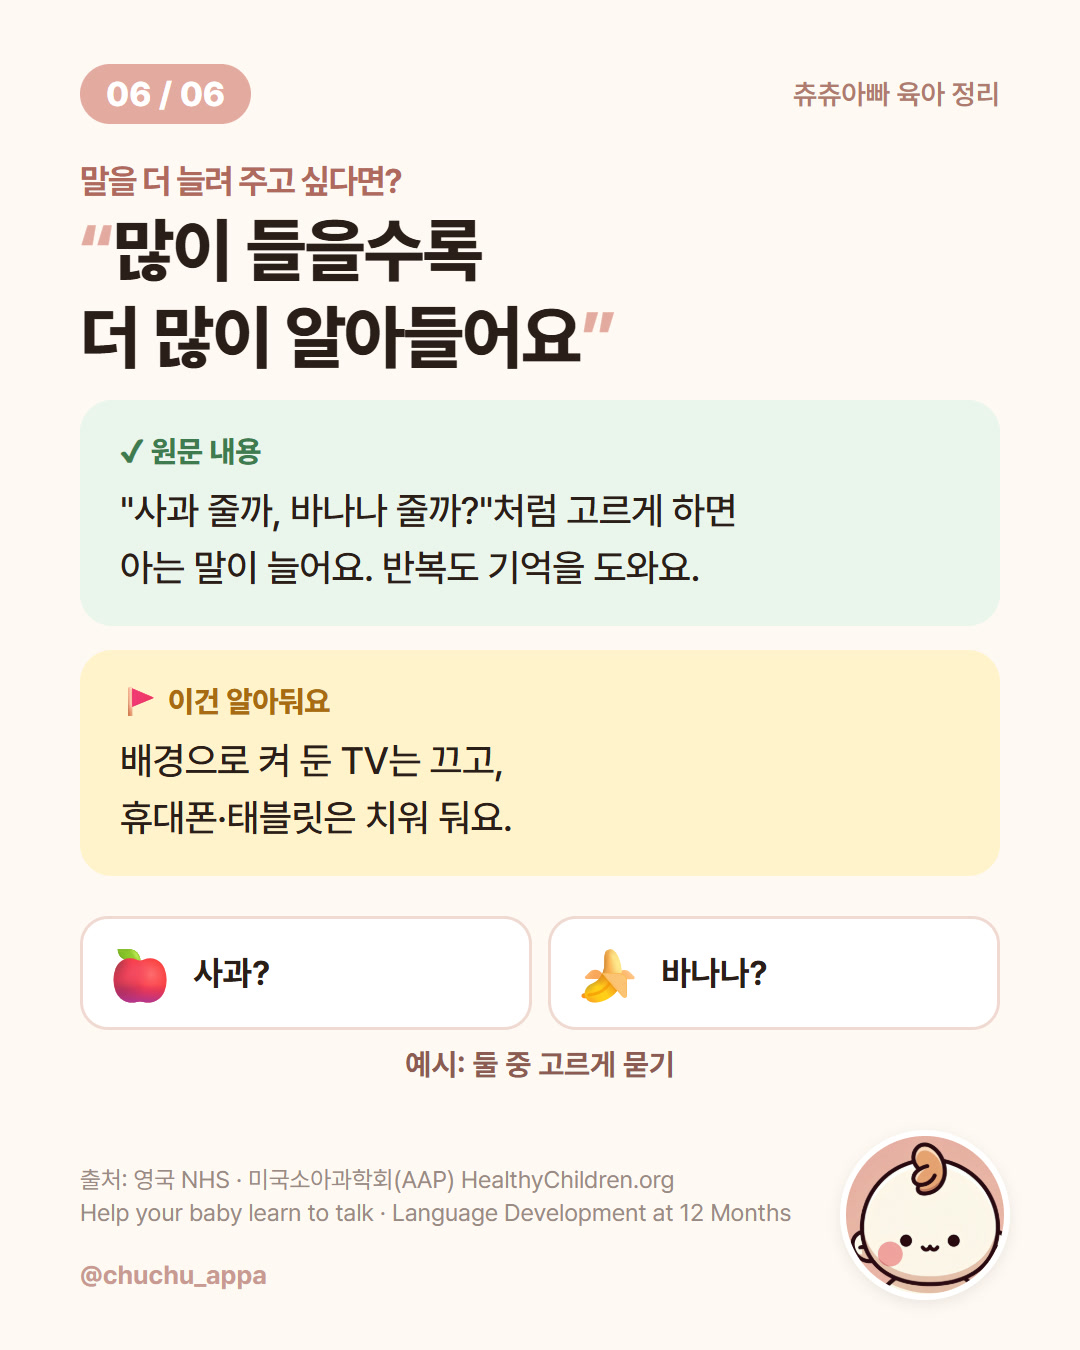 06 / 06
츄츄아빠 육아 정리
말을 더 늘려 주고 싶다면?
“많이 들을수록
더 많이 알아들어요”
✓ 원문 내용
"사과 줄까, 바나나 줄까?"처럼 고르게 하면
아는 말이 늘어요. 반복도 기억을 도와요.
이건 알아둬요
배경으로 켜 둔 TV는 끄고,
휴대폰·태블릿은 치워 둬요.
사과?
바나나?
예시: 둘 중 고르게 묻기
출처: 영국 NHS · 미국소아과학회(AAP) HealthyChildren.org
Help your baby learn to talk · Language Development at 12 Months
@chuchu_appa